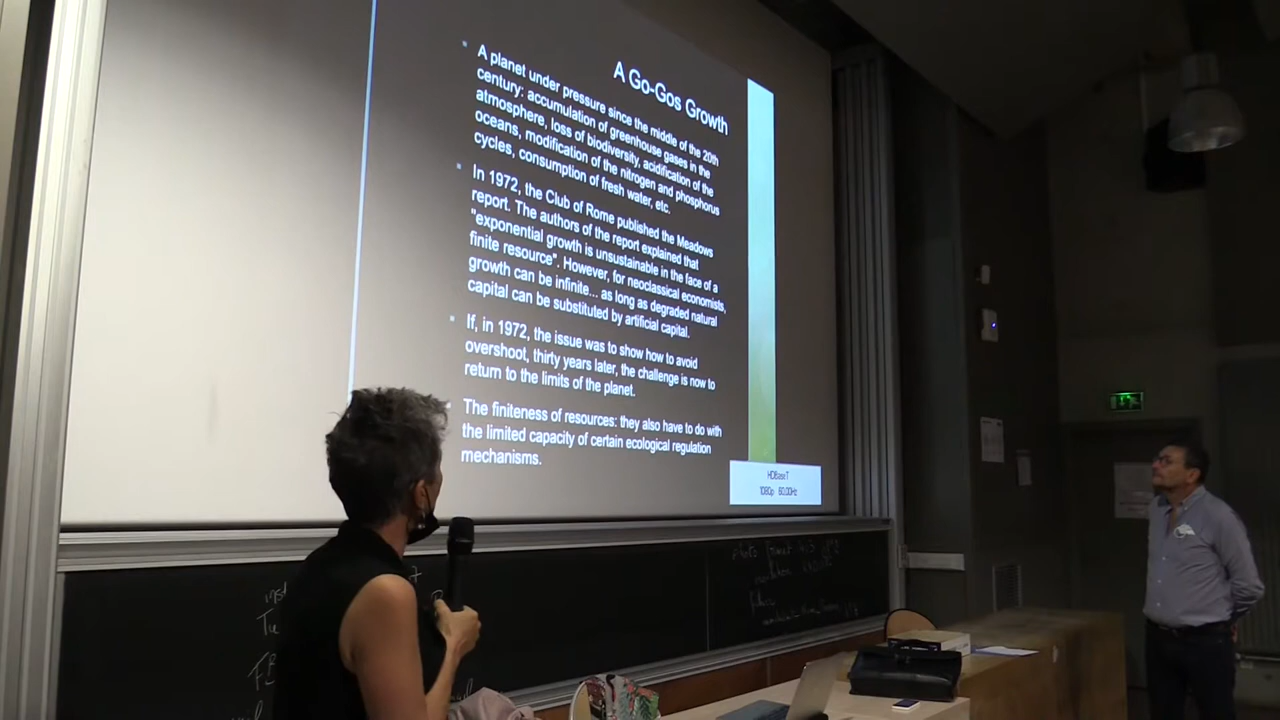 A Go-Gos Growth
A planet under pressure since the middle of the 20th
century: accumulation of greenhouse gases in the
atmosphere, loss of biodiversity, acidification of the
oceans, modification of the nitrogen and phosphorus
cycles, consumption of fresh water, etc.
In 1972, the Club of Rome published the Meadows
report. The authors of the report explained that
"exponential growth is unsustainable in the face of a
finite resource". However, for neoclassical economists,
growth can be infinite... as long as degraded natural
capital can be substituted by artificial capital.
If, in 1972, the issue was to show how to avoid
overshoot, thirty years later, the challenge is now to
return to the limits of the planet.
The finiteness of resources: they also have to do with
the limited capacity of certain ecological regulation
mechanisms.
HDBaseT
1080p 60.00Hz
photo